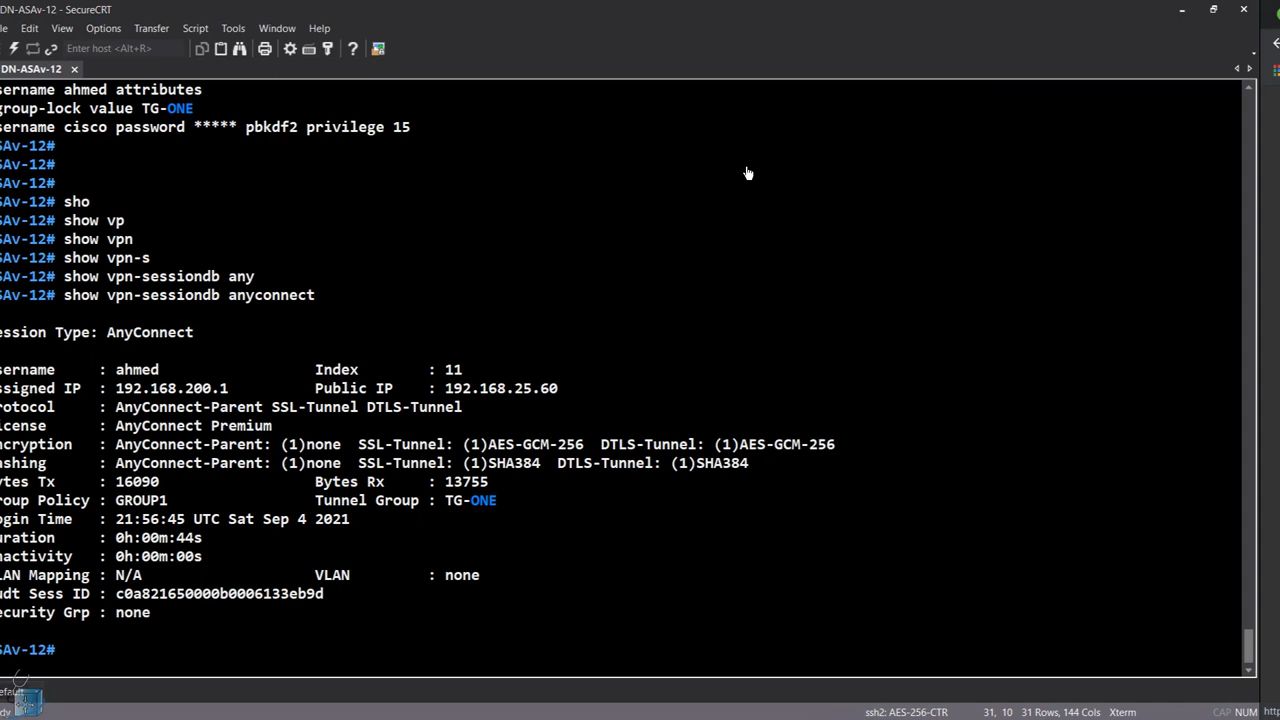 DN-ASAv-12 - SecureCRT
le Edit View Options Transfer Script Tools Window Help
Enter host <Alt+R>
DN-ASAv-12
sername ahmed attributes
group-lock value TG-ONE
sername cisco password ***** pbkdf2 privilege 15
SAv-12#
SAv-12#
SAv-12#
SAv-12# sho
SAv-12# show vp
SAv-12# show vpn
SAv-12# show vpn-s
SAv-12# show vpn-sessiondb any
SAv-12# show vpn-sessiondb anyconnect
ession Type: AnyConnect
sername : ahmed Index : 11
ssigned IP : 192.168.200.1 Public IP : 192.168.25.60
rotocol : AnyConnect-Parent SSL-Tunnel DTLS-Tunnel
icense : AnyConnect Premium
ncryption : AnyConnect-Parent: (1)none SSL-Tunnel: (1)AES-GCM-256 DTLS-Tunnel: (1)AES-GCM-256
ashing : AnyConnect-Parent: (1)none SSL-Tunnel: (1)SHA384 DTLS-Tunnel: (1)SHA384
ytes Tx : 16090 Bytes Rx : 13755
roup Policy : GROUP1 Tunnel Group : TG-ONE
ogin Time : 21:56:45 UTC Sat Sep 4 2021
uration : 0h:00m:44s
nactivity : 0h:00m:00s
LAN Mapping : N/A VLAN : none
udt Sess ID : c0a821650000b0006133eb9d
ecurity Grp : none
SAv-12#
efault
dy ssh2: AES-256-CTR 31, 10 31 Rows, 144 Cols Xterm CAP NUM http